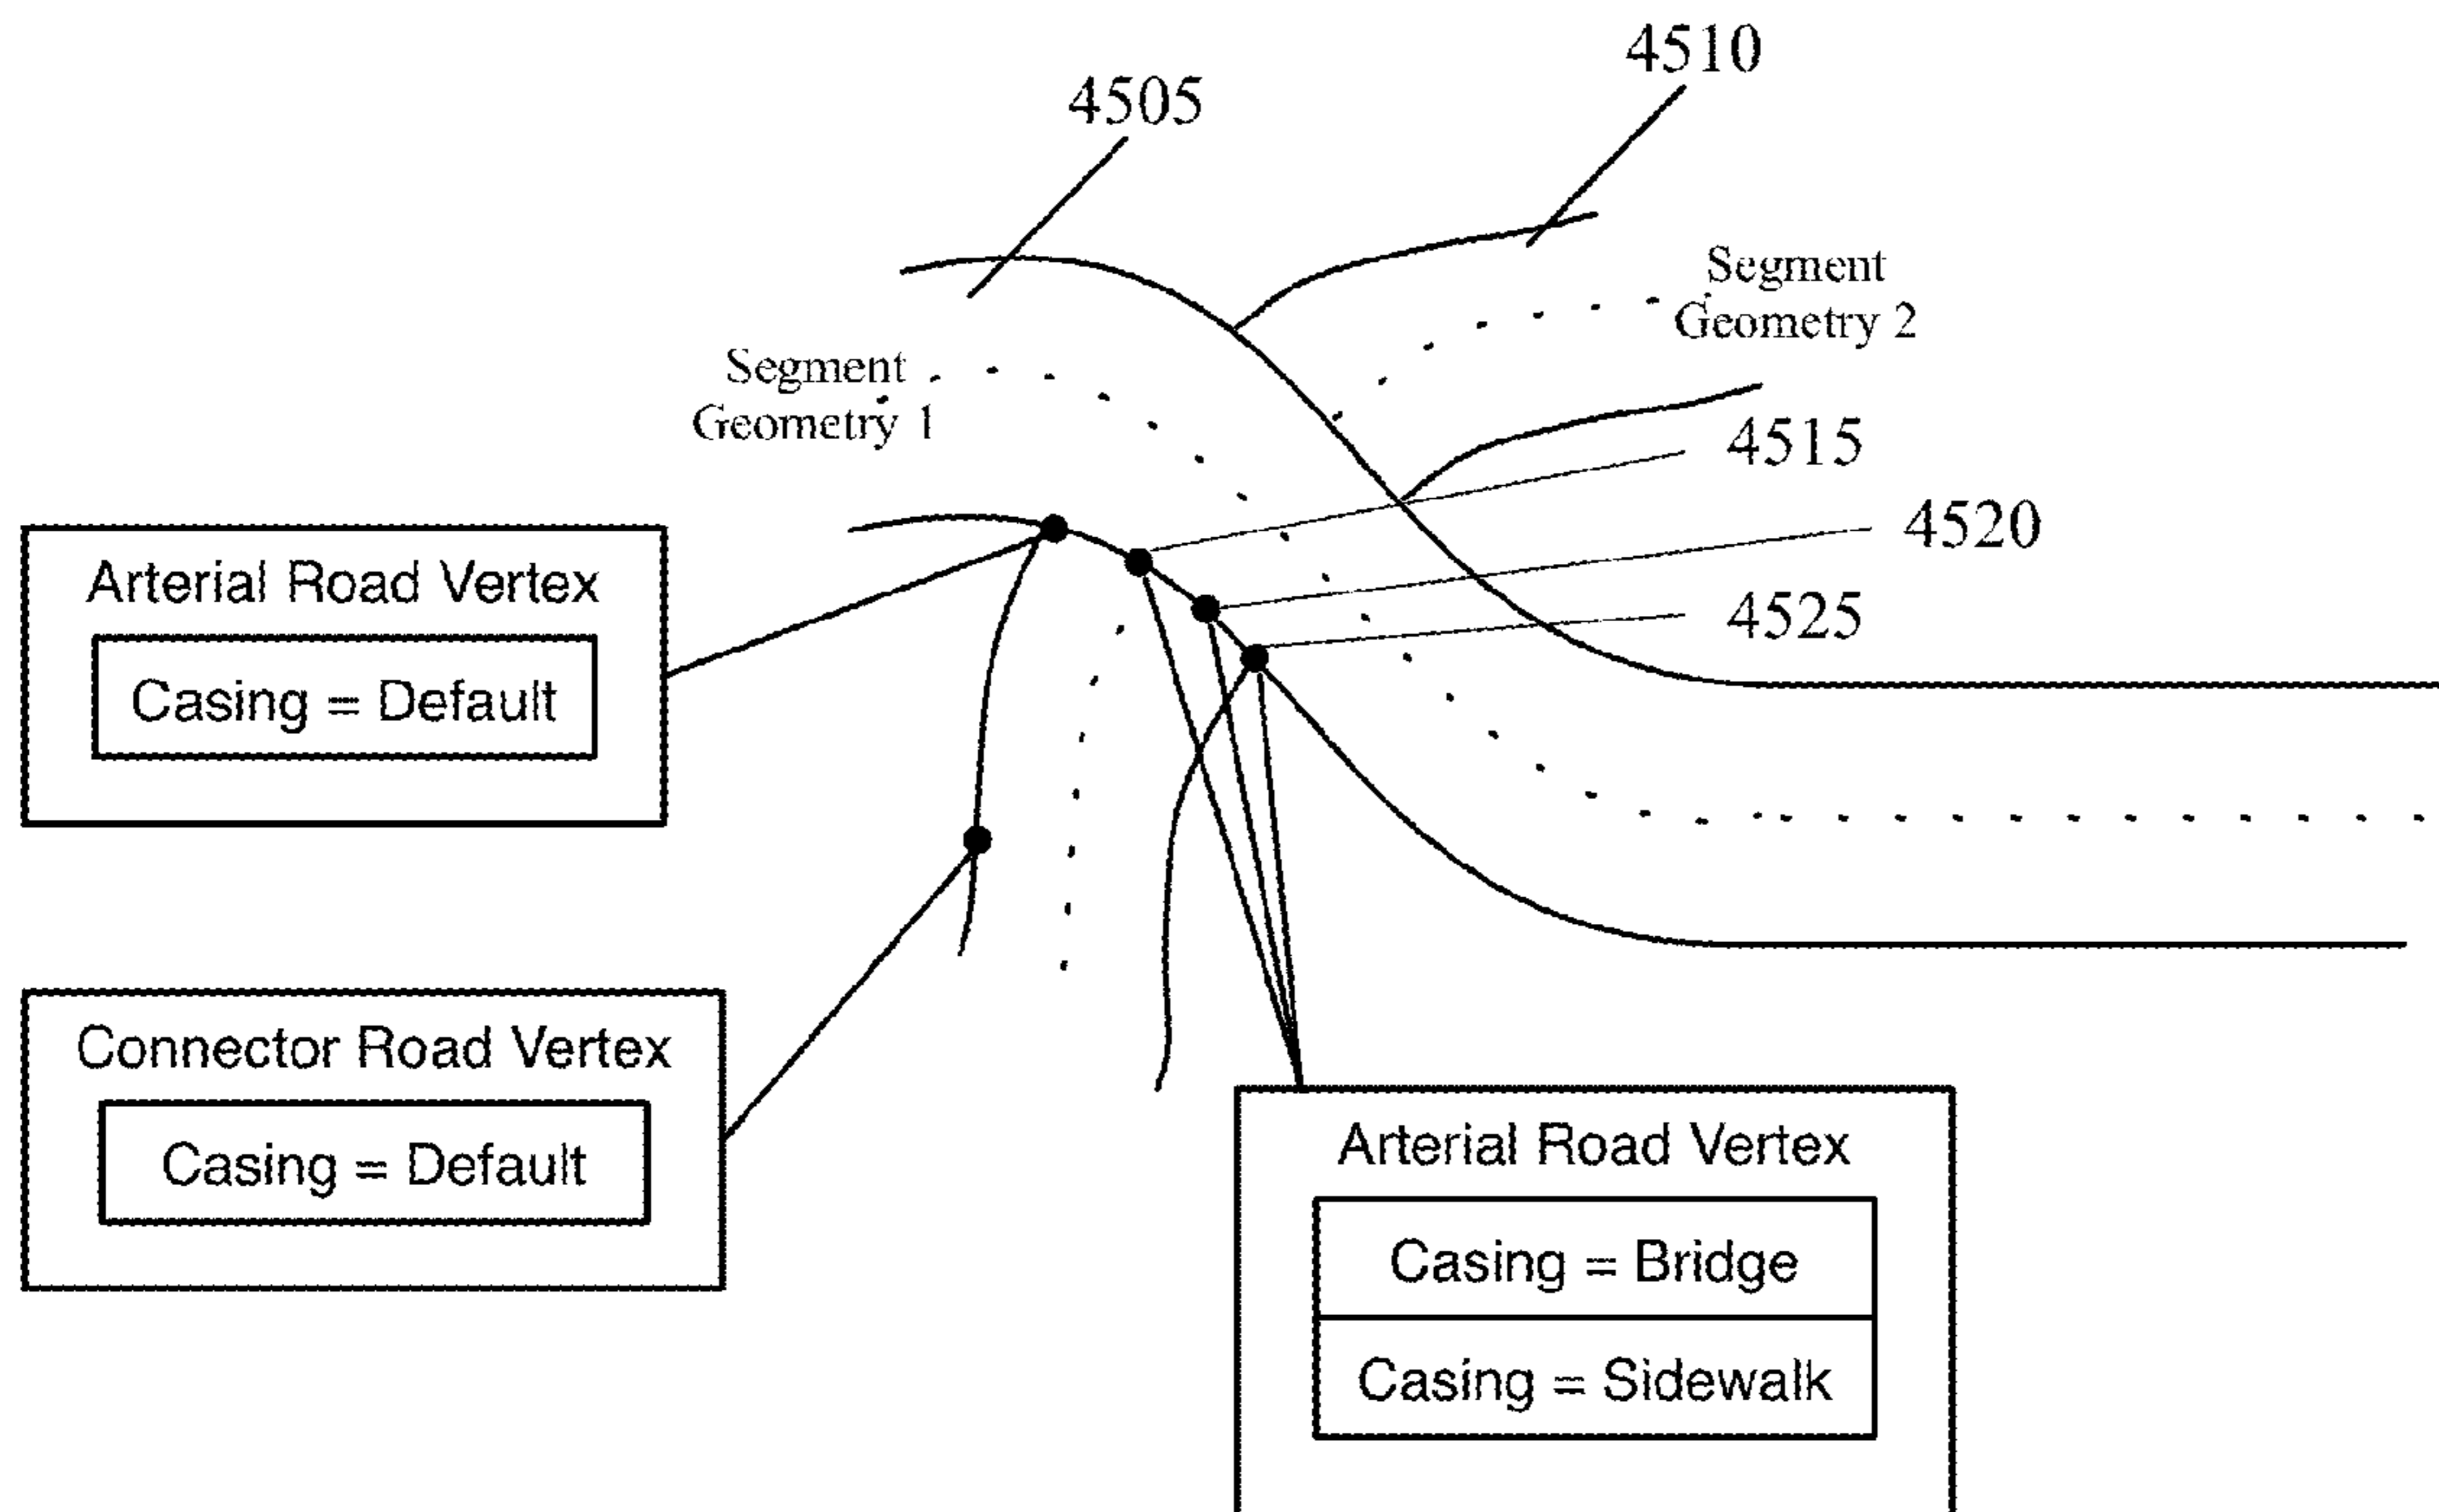 4510
4505
Segment
Geometry 2
Segment
Geometry 1
4515
4520
4525
Arterial Road Vertex
Casing = Default
Connector Road Vertex
Casing = Default
Arterial Road Vertex
Casing = Bridge
Casing = Sidewalk